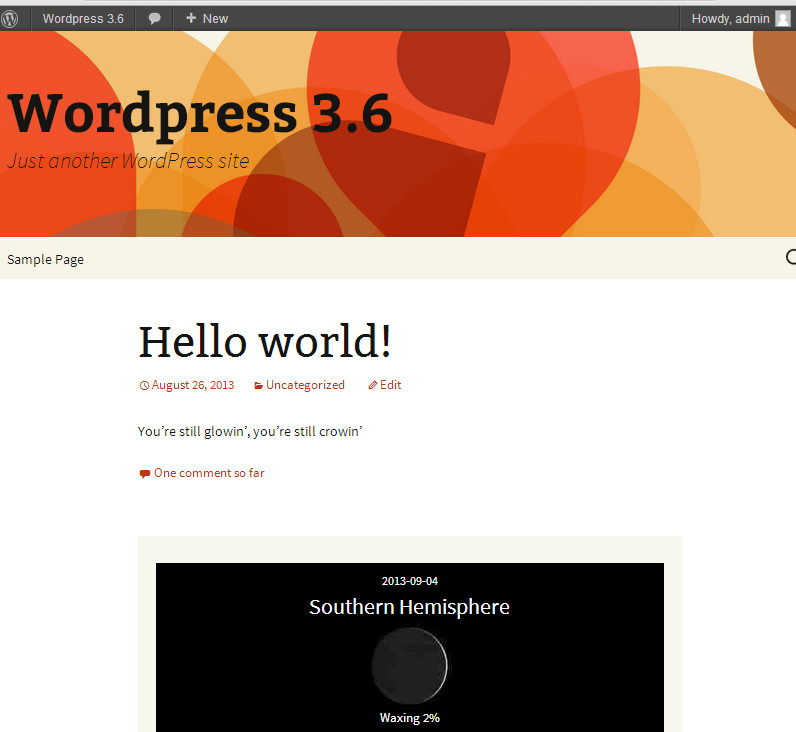 Wordpress 3.6 New Howdy, admin
Wordpress 3.6
Just another WordPress site
Sample Page
Hello world!
August 26, 2013 Uncategorized Edit
You’re still glowin’, you’re still crowin’
One comment so far
2013-09-04
Southern Hemisphere
Waxing 2%